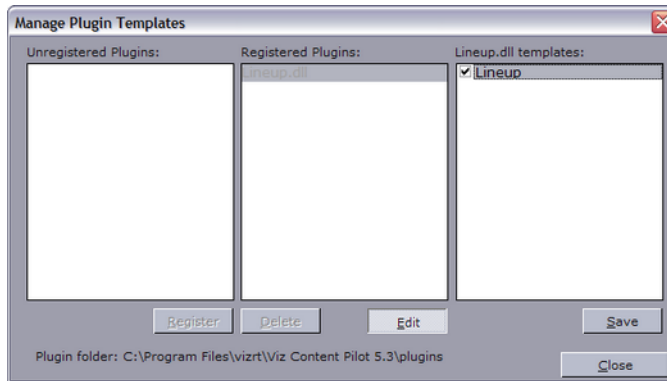 Manage Plugin Templates
Unregistered Plugins:
Registered Plugins:
Lineup.dll templates:
Lineup.dll
Lineup
Register
Delete
Edit
Save
Plugin folder: C:\Program Files\vizrt\Viz Content Pilot 5.3\plugins
Close